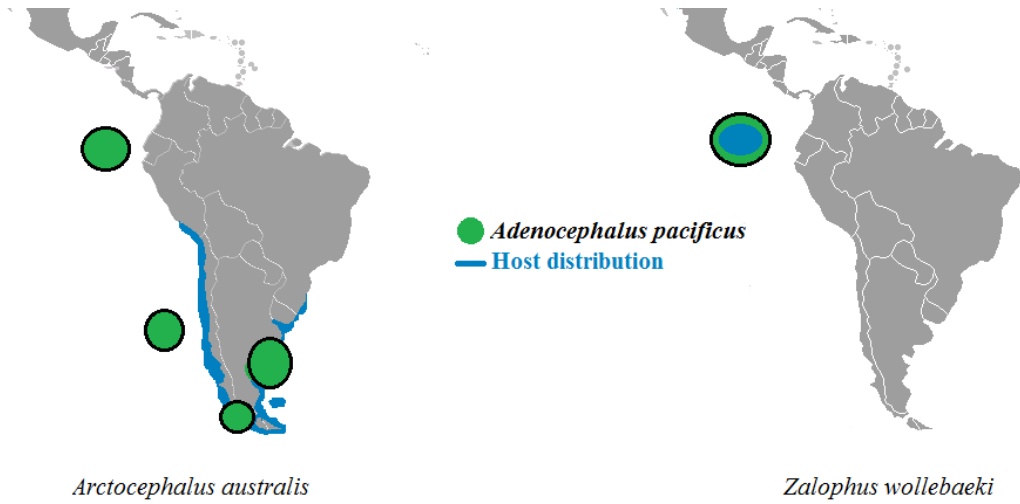 Adenocephalus pacificus
Host distribution
Arctocephalus australis
Zalophus wollebaeki